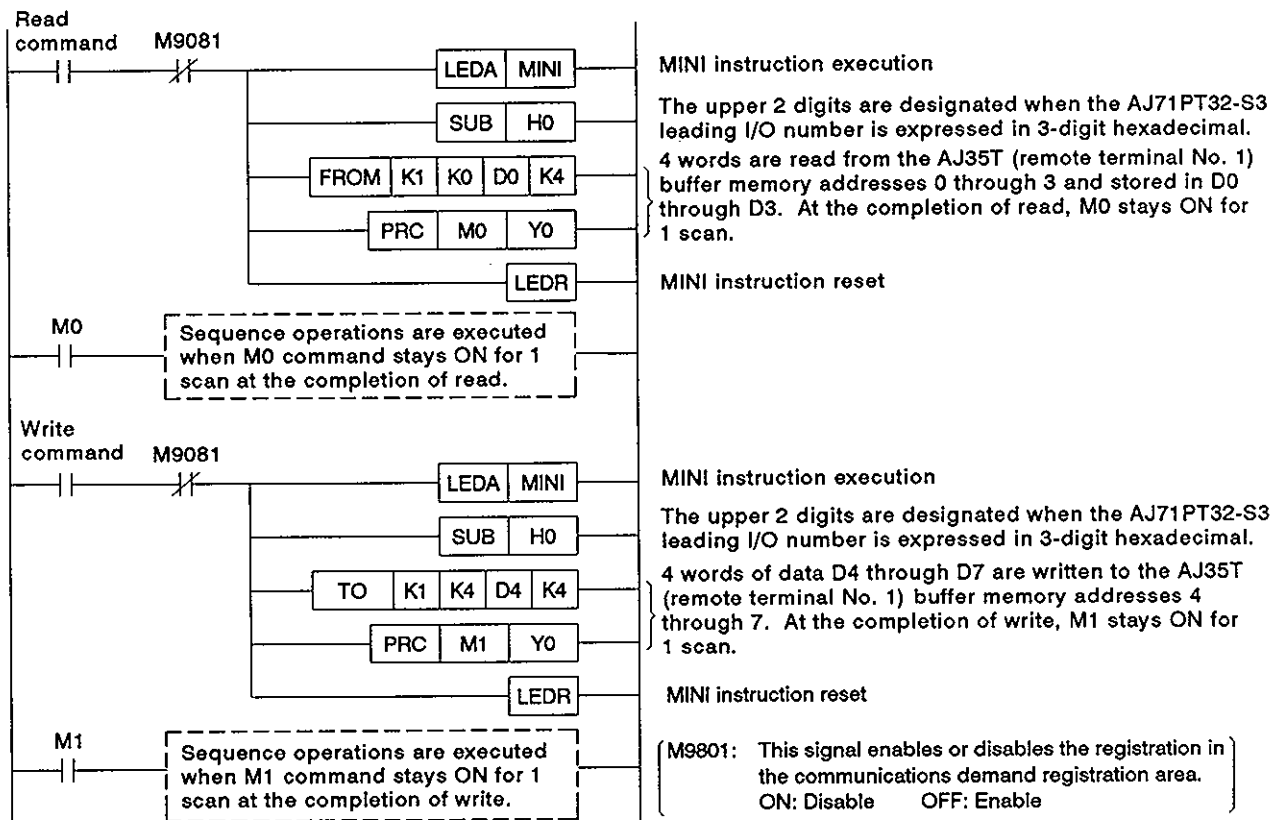 Read
command M9081
LEDA MINI MINI instruction execution
SUB H0 The upper 2 digits are designated when the AJ71PT32-S3
leading I/O number is expressed in 3-digit hexadecimal.
FROM K1 K0 D0 K4 4 words are read from the AJ35T (remote terminal No. 1)
buffer memory addresses 0 through 3 and stored in D0
through D3. At the completion of read, M0 stays ON for
1 scan.
PRC M0 Y0
LEDR MINI instruction reset
M0
Sequence operations are executed
when M0 command stays ON for 1
scan at the completion of read.
Write
command M9081
LEDA MINI MINI instruction execution
SUB H0 The upper 2 digits are designated when the AJ71PT32-S3
leading I/O number is expressed in 3-digit hexadecimal.
TO K1 K4 D4 K4 4 words of data D4 through D7 are written to the AJ35T
(remote terminal No. 1) buffer memory addresses 4
through 7. At the completion of write, M1 stays ON for
1 scan.
PRC M1 Y0
LEDR MINI instruction reset
M1
Sequence operations are executed
when M1 command stays ON for 1
scan at the completion of write.
M9801: This signal enables or disables the registration in
the communications demand registration area.
ON: Disable OFF: Enable